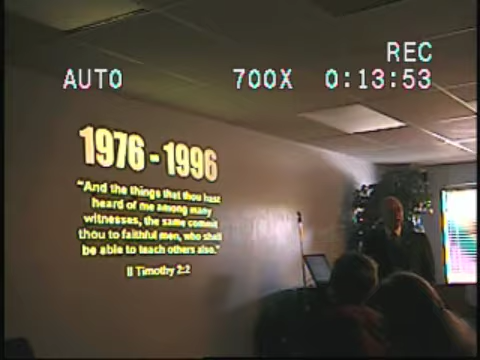 REC
AUTO 700X 0:13:53
1976 - 1996
"And the things that thou hast
heard of me among many
witnesses, the same commit
thou to faithful men, who shall
be able to teach others also."
II Timothy 2:2